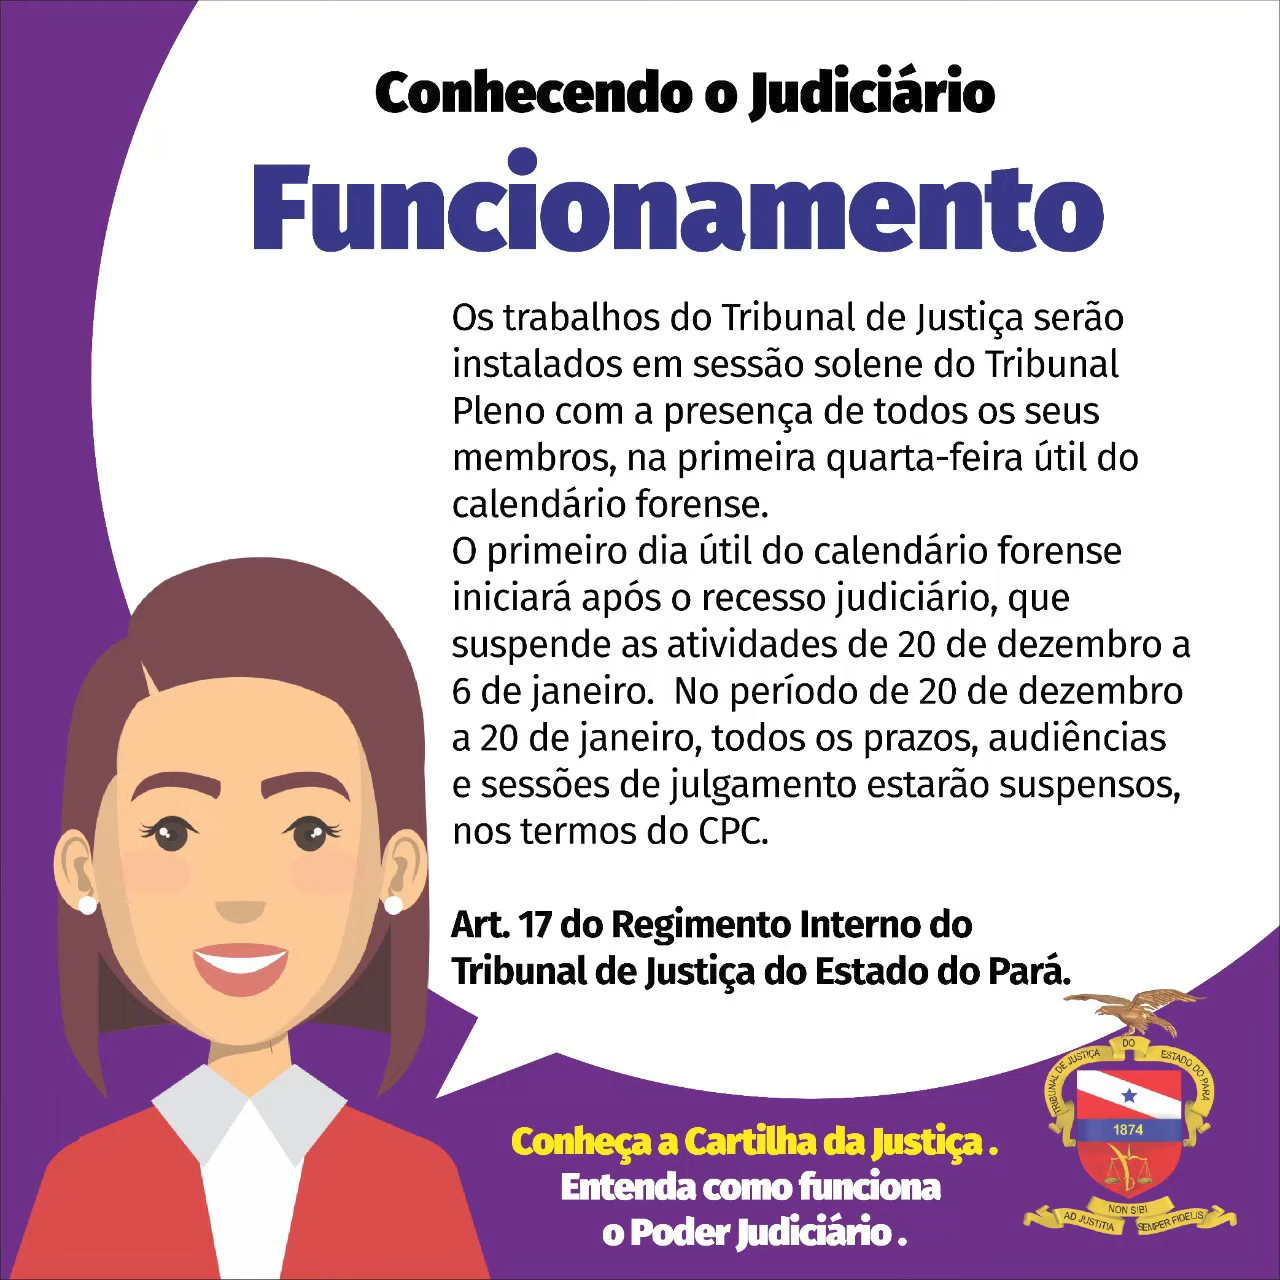 Conhecendo o Judiciário
Funcionamento
Os trabalhos do Tribunal de Justiça serão
instalados em sessão solene do Tribunal
Pleno com a presença de todos os seus
membros, na primeira quarta-feira útil do
calendário forense.
O primeiro dia útil do calendário forense
iniciará após o recesso judiciário, que
suspende as atividades de 20 de dezembro a
6 de janeiro.  No período de 20 de dezembro
a 20 de janeiro, todos os prazos, audiências
e sessões de julgamento estarão suspensos,
nos termos do CPC.
Art. 17 do Regimento Interno do
Tribunal de Justiça do Estado do Pará.
TRIBUNAL DE JUSTIÇA DO ESTADO DO PARÁ
1874
NON SIBI
AD JUSTITIA SEMPER FIDELIS
Conheça a Cartilha da Justiça .
Entenda como funciona
o Poder Judiciário .